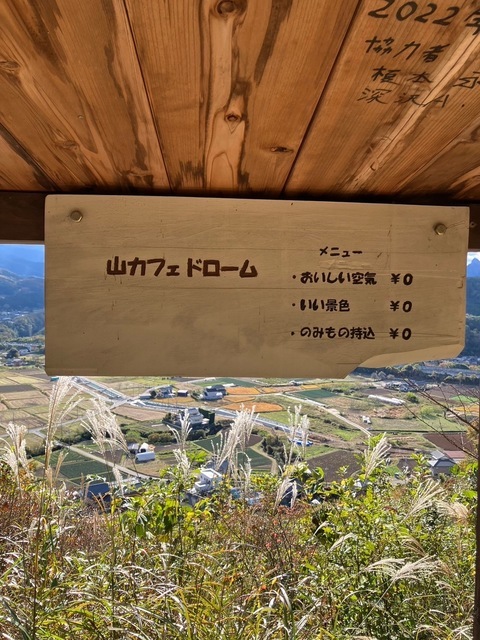 2022年
協力者
山カフェ ドローム
メニュー
・おいしい空気 ¥0
・いい景色 ¥0
・のみもの持込 ¥0